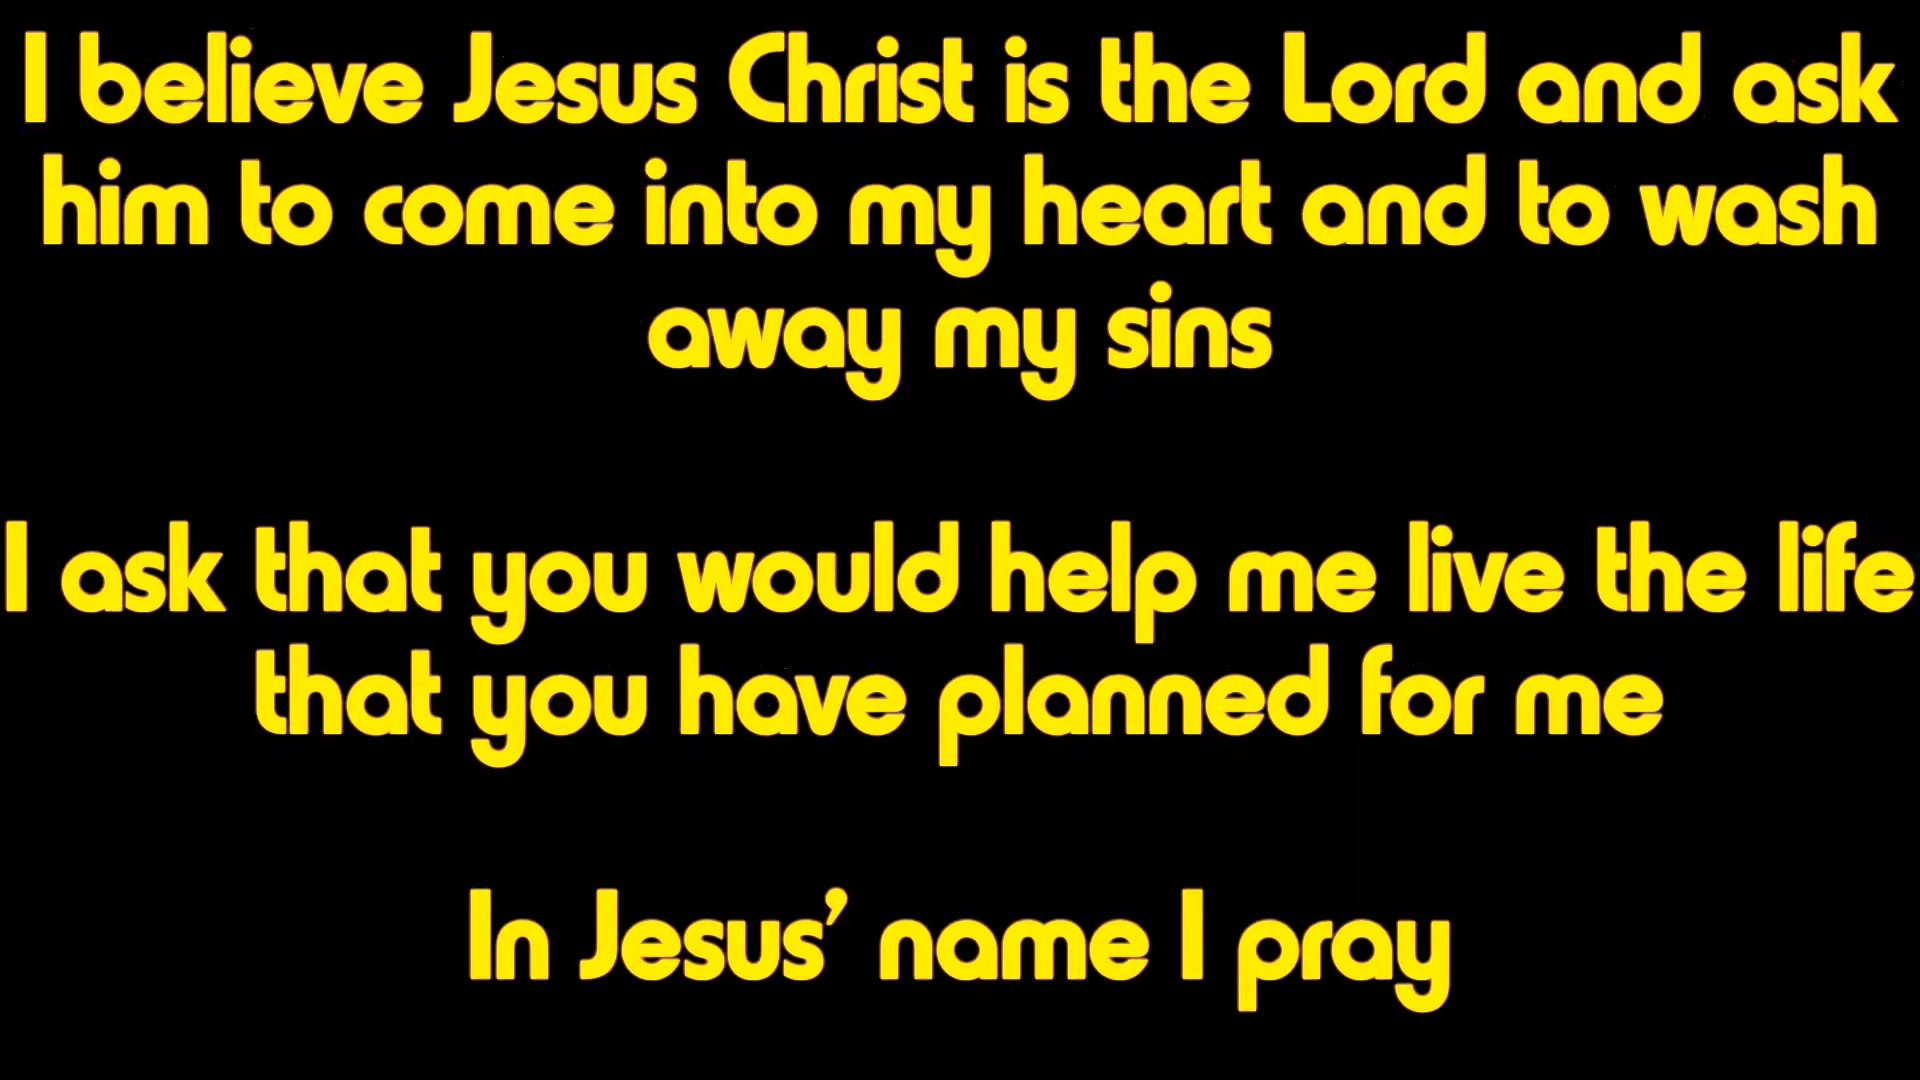 I believe Jesus Christ is the Lord and ask
him to come into my heart and to wash
away my sins
I ask that you would help me live the life
that you have planned for me
In Jesus’ name I pray